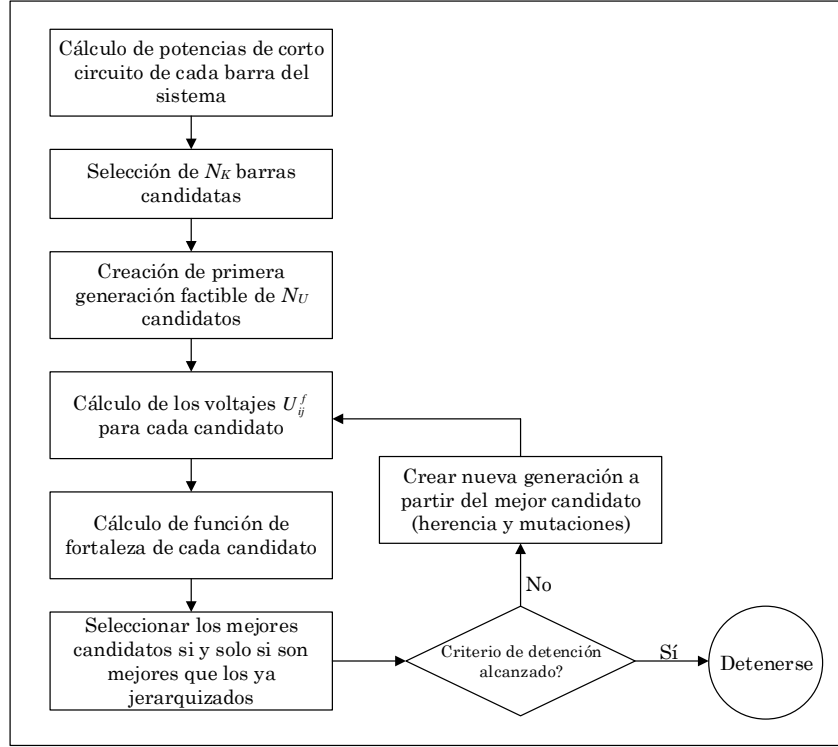 Cálculo de potencias de corto
circuito de cada barra del
sistema
Selección de N_K barras
candidatas
Creación de primera
generación factible de N_U
candidatos
Cálculo de los voltajes U_{ij}^f
para cada candidato
Cálculo de función de
fortaleza de cada candidato
Seleccionar los mejores
candidatos si y solo si son
mejores que los ya
jerarquizados
Criterio de detención
alcanzado?
No
Crear nueva generación a
partir del mejor candidato
(herencia y mutaciones)
Sí
Detenerse